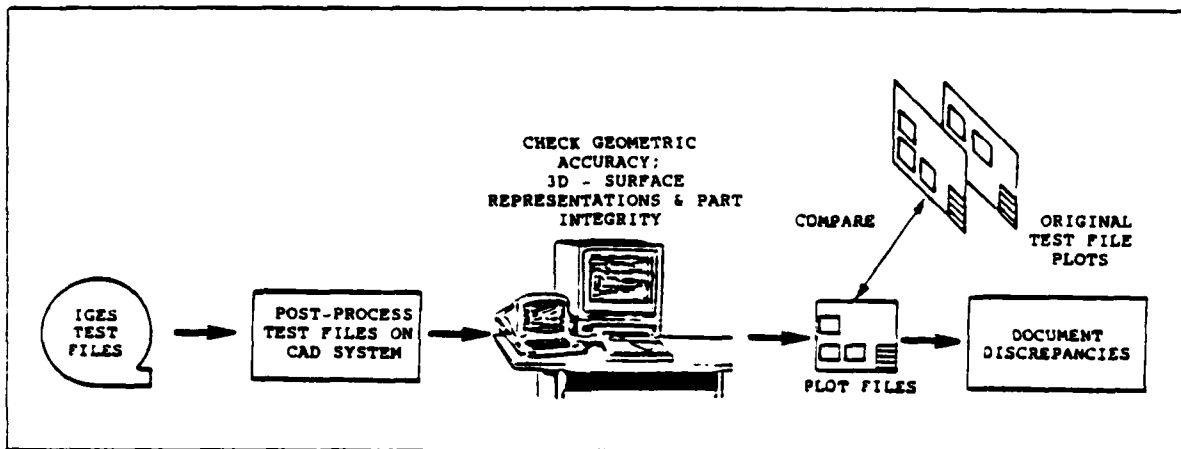 IGES
TEST
FILES
POST-PROCESS
TEST FILES ON
CAD SYSTEM
CHECK GEOMETRIC
ACCURACY:
3D - SURFACE
REPRESENTATIONS & PART
INTEGRITY
COMPARE
ORIGINAL
TEST FILE
PLOTS
PLOT FILES
DOCUMENT
DISCREPANCIES